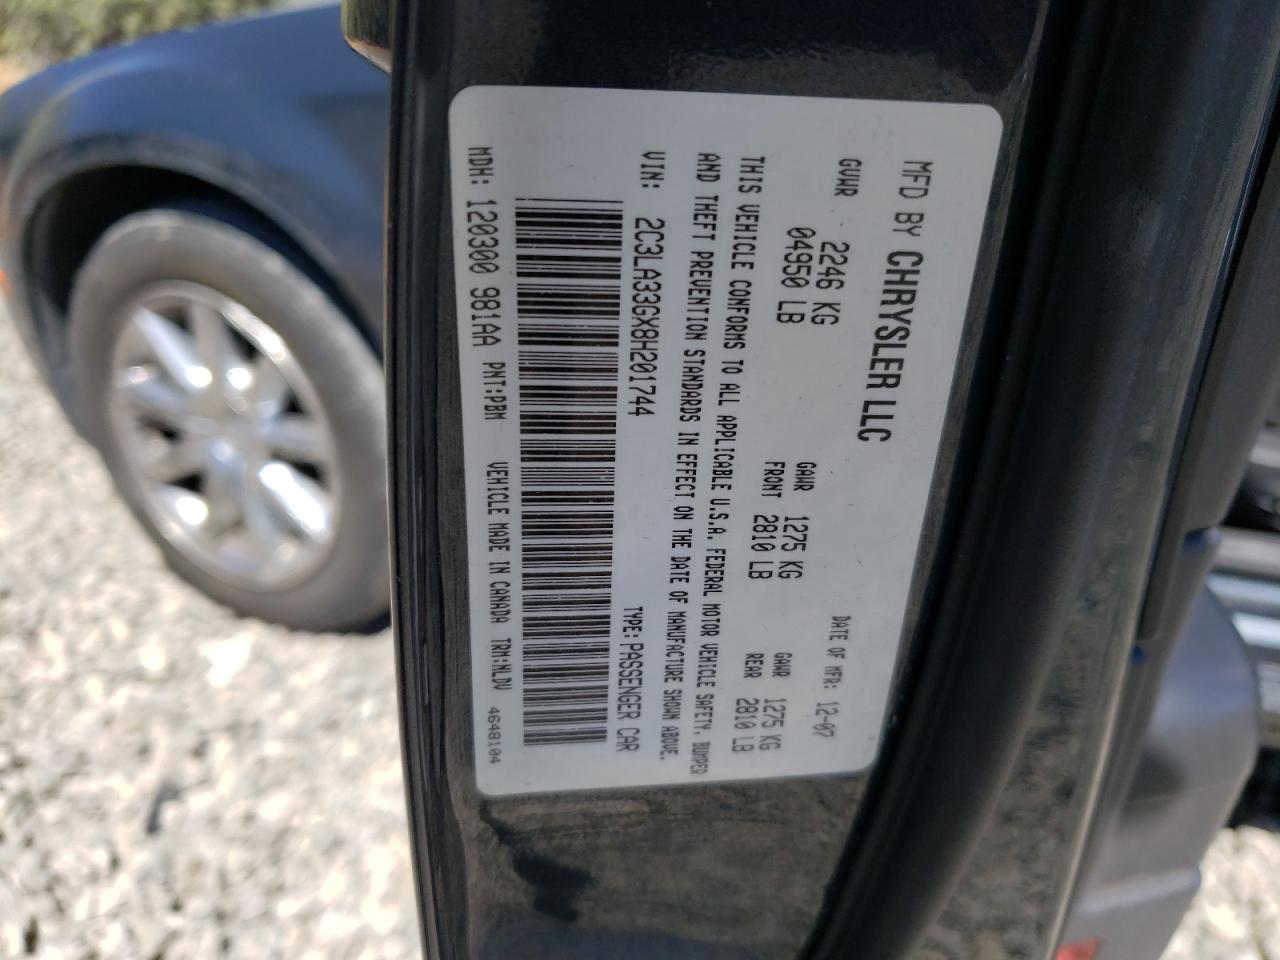 MFD BY CHRYSLER LLC DATE OF MFR: 12-07
GVWR 2246 KG GAWR 1275 KG GAWR 1275 KG
04950 LB FRONT 2810 LB REAR 2810 LB
THIS VEHICLE CONFORMS TO ALL APPLICABLE U.S.A. FEDERAL MOTOR VEHICLE SAFETY, BUMPER
AND THEFT PREVENTION STANDARDS IN EFFECT ON THE DATE OF MANUFACTURE SHOWN ABOVE.
VIN: 2C3LA33GX8H201744 TYPE: PASSENGER CAR
MDH: 120300 981AA PNT:PBM VEHICLE MADE IN CANADA TRM:NLDV 4648104